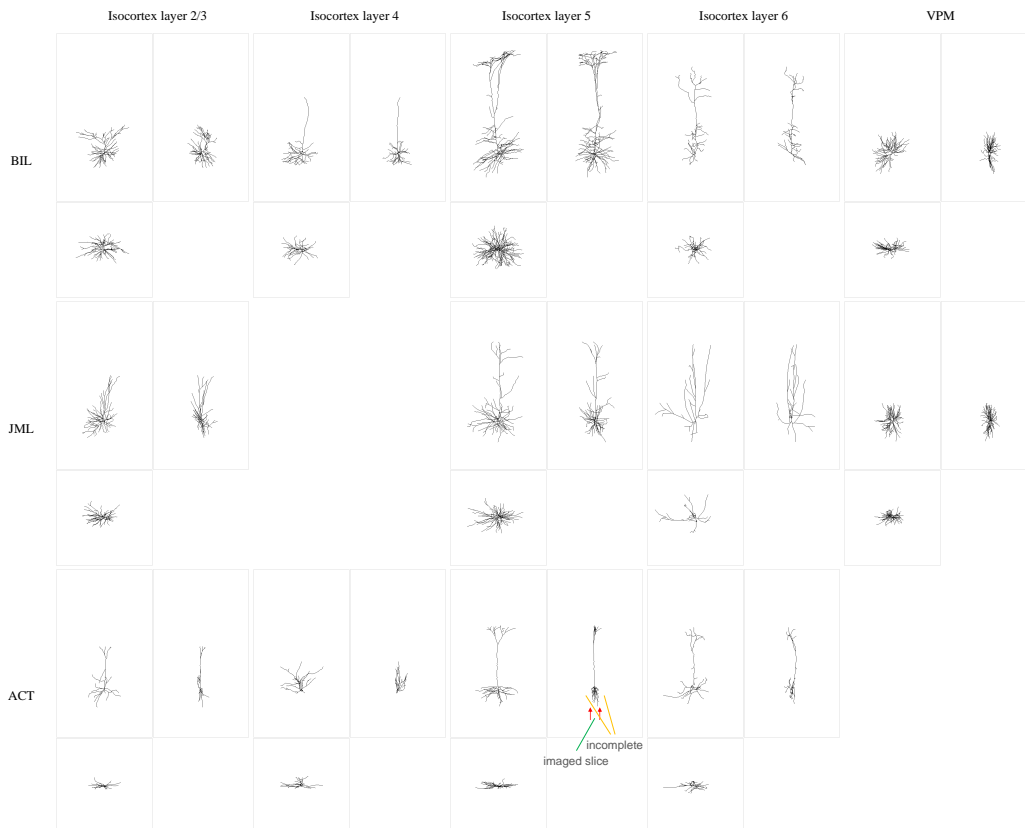 Isocortex layer 2/3
Isocortex layer 4
Isocortex layer 5
Isocortex layer 6
VPM
BIL
JML
ACT
incomplete
imaged slice